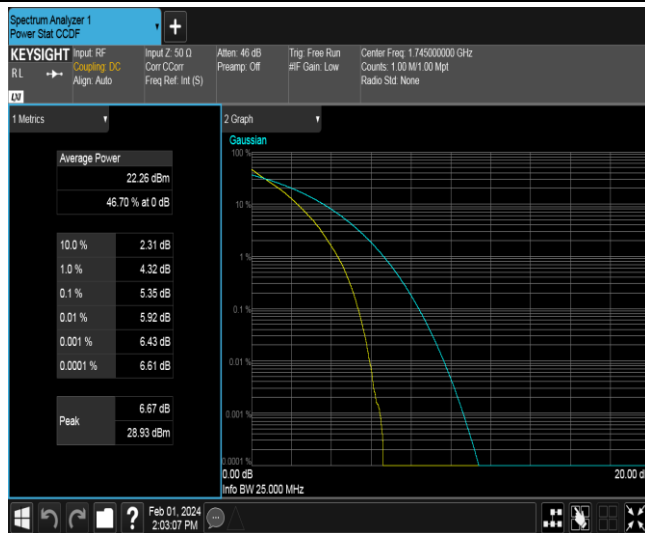 Spectrum Analyzer 1
Power Stat CCDF
+
KEYSIGHT
RL
Input: RF
Coupling: DC
Align: Auto
Input Z: 50 Ω
Corr CCorr
Freq Ref: Int (S)
Atten: 46 dB
Preamp: Off
Trig: Free Run
#IF Gain: Low
Center Freq: 1.745000000 GHz
Counts: 1.00 M/1.00 Mpt
Radio Std: None
1 Metrics
Average Power
22.26 dBm
46.70 % at 0 dB
10.0 % 2.31 dB
1.0 % 4.32 dB
0.1 % 5.35 dB
0.01 % 5.92 dB
0.001 % 6.43 dB
0.0001 % 6.61 dB
Peak
6.67 dB
28.93 dBm
2 Graph
Gaussian
100 %
10 %
1 %
0.1 %
0.01 %
0.001 %
0.0001 %
0.00 dB
20.00 d
Info BW 25.000 MHz
?
Feb 01, 2024
2:03:07 PM